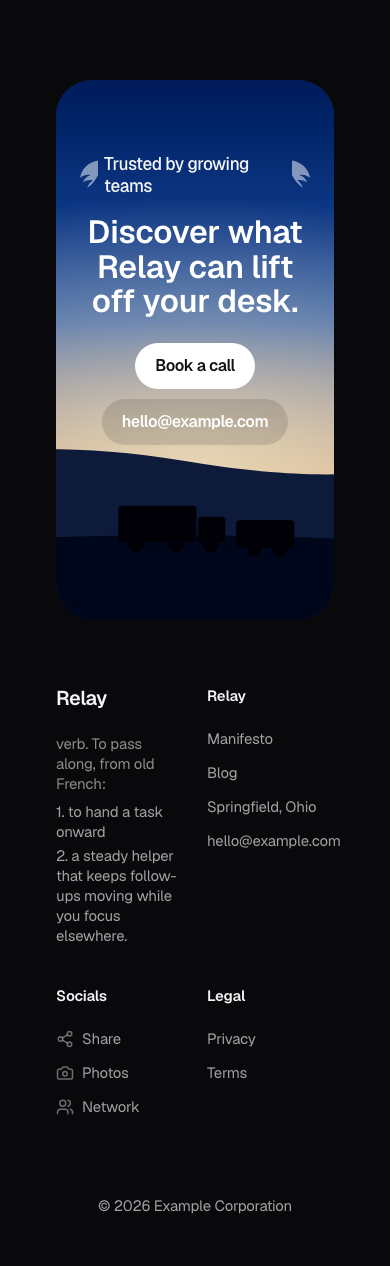 Trusted by growing
teams
Discover what
Relay can lift
off your desk.
Book a call
hello@example.com
Relay
verb. To pass
along, from old
French:
1. to hand a task
onward
2. a steady helper
that keeps follow-
ups moving while
you focus
elsewhere.
Relay
Manifesto
Blog
Springfield, Ohio
hello@example.com
Socials
Share
Photos
Network
Legal
Privacy
Terms
© 2026 Example Corporation